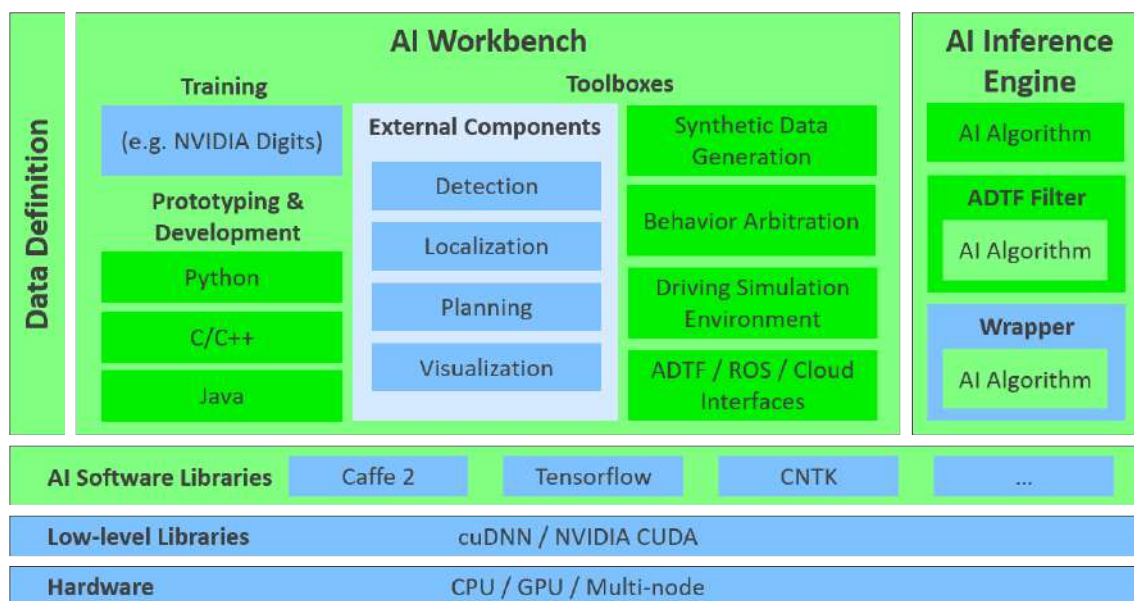 Data Definition
AI Workbench
Training
(e.g. NVIDIA Digits)
Prototyping &
Development
Python
C/C++
Java
Toolboxes
External Components
Detection
Localization
Planning
Visualization
Synthetic Data
Generation
Behavior Arbitration
Driving Simulation
Environment
ADTF / ROS / Cloud
Interfaces
AI Inference
Engine
AI Algorithm
ADTF Filter
AI Algorithm
Wrapper
AI Algorithm
AI Software Libraries
Caffe 2
Tensorflow
CNTK
...
Low-level Libraries
cuDNN / NVIDIA CUDA
Hardware
CPU / GPU / Multi-node